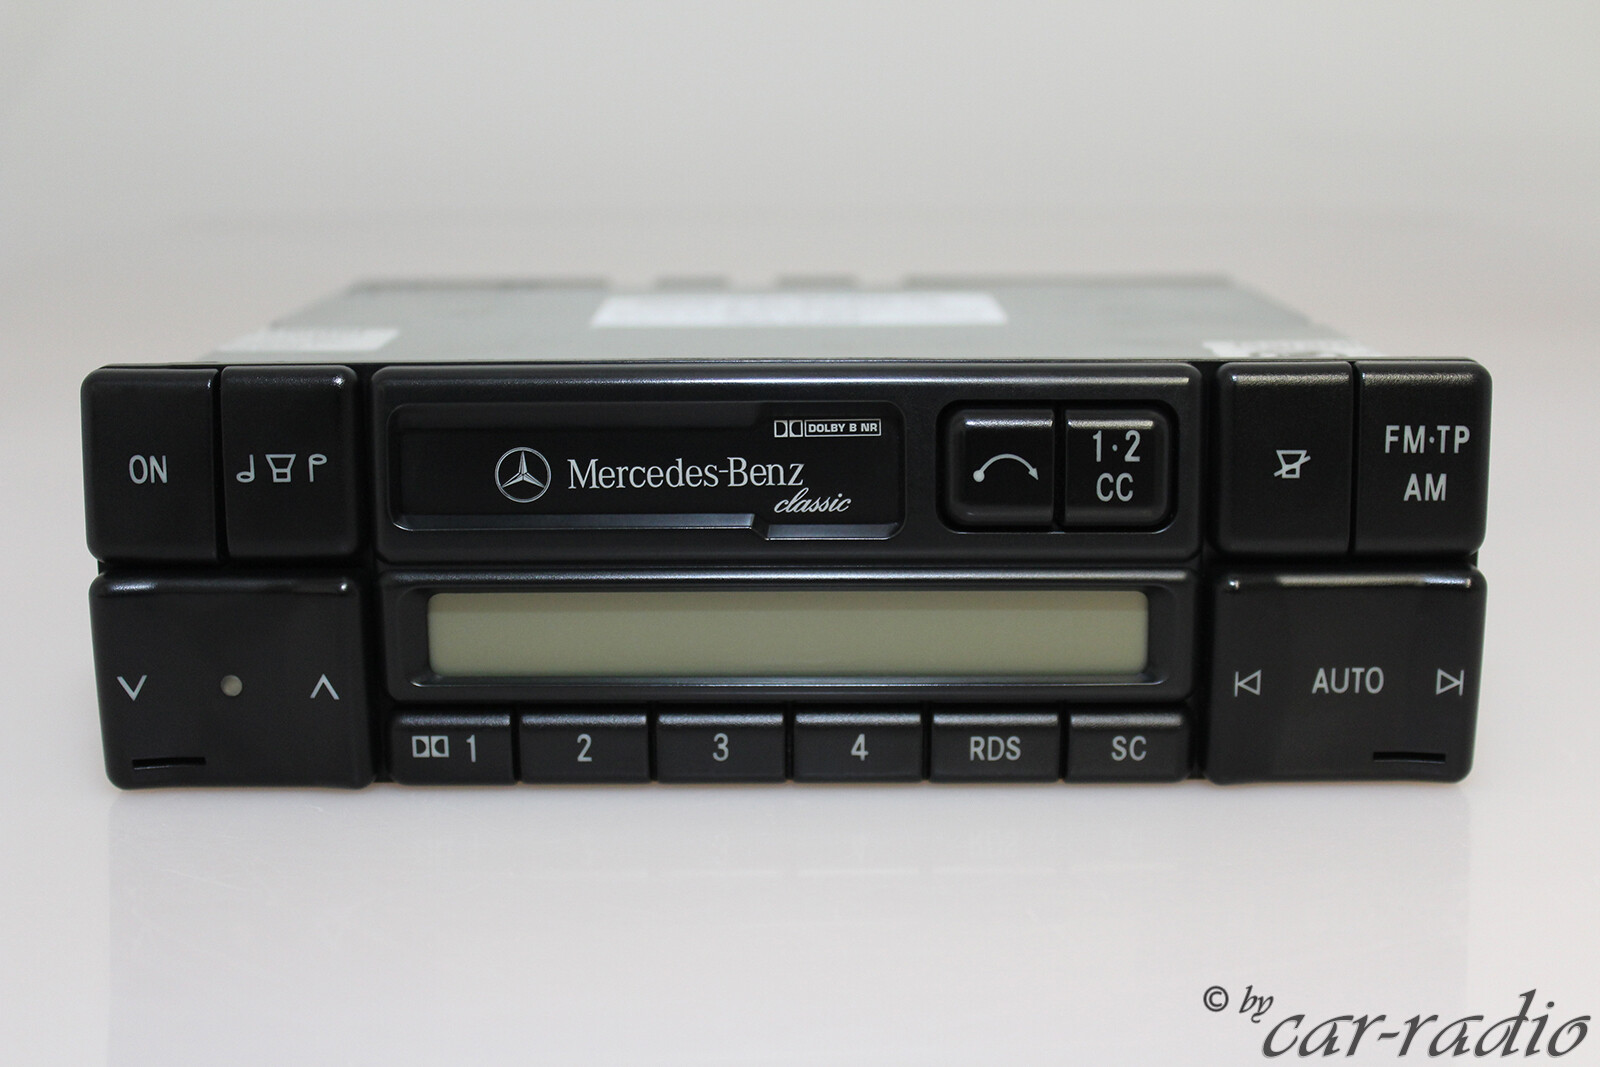 ON
DOLBY B NR
Mercedes-Benz
classic
1·2
CC
FM·TP
AM
AUTO
1 2 3 4 RDS SC
© by
car-radio